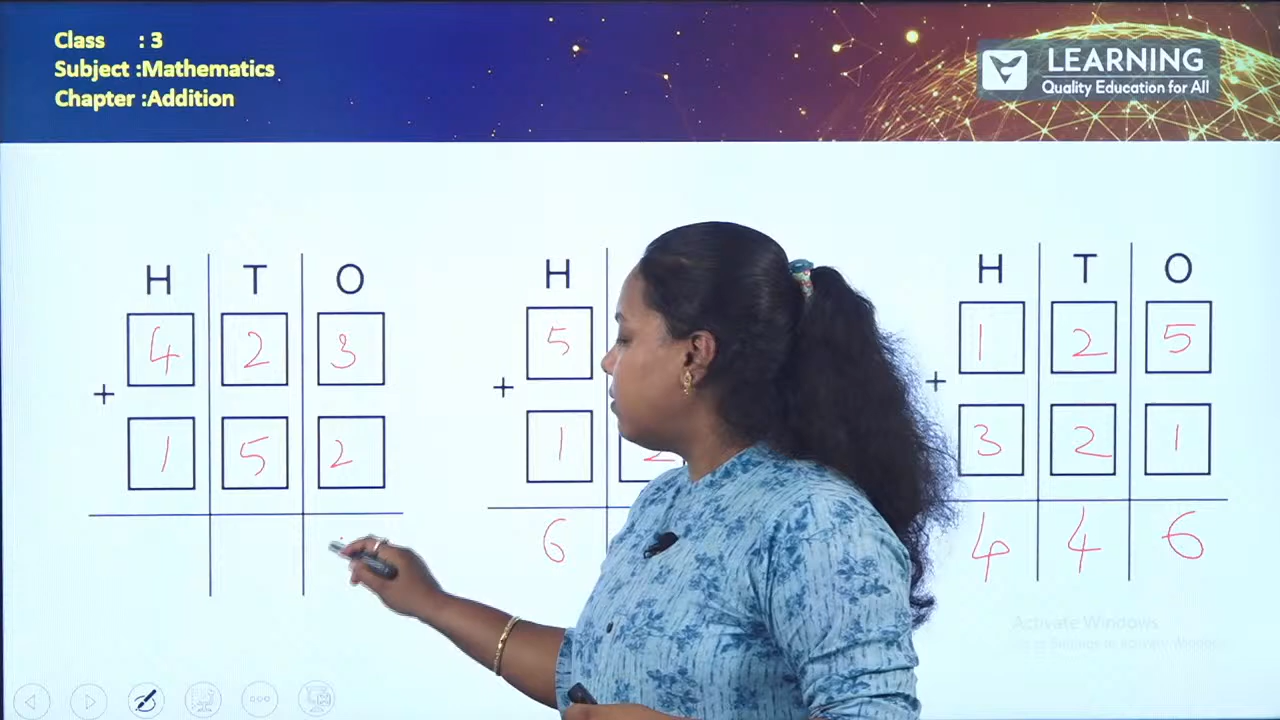 Class : 3
Subject :Mathematics
Chapter :Addition
LEARNING
Quality Education for All
H T O
4 2 3
+
1 5 2
H
5
+
1 2
6
H T O
1 2 5
+
3 2 1
4 4 6
Activate Windows